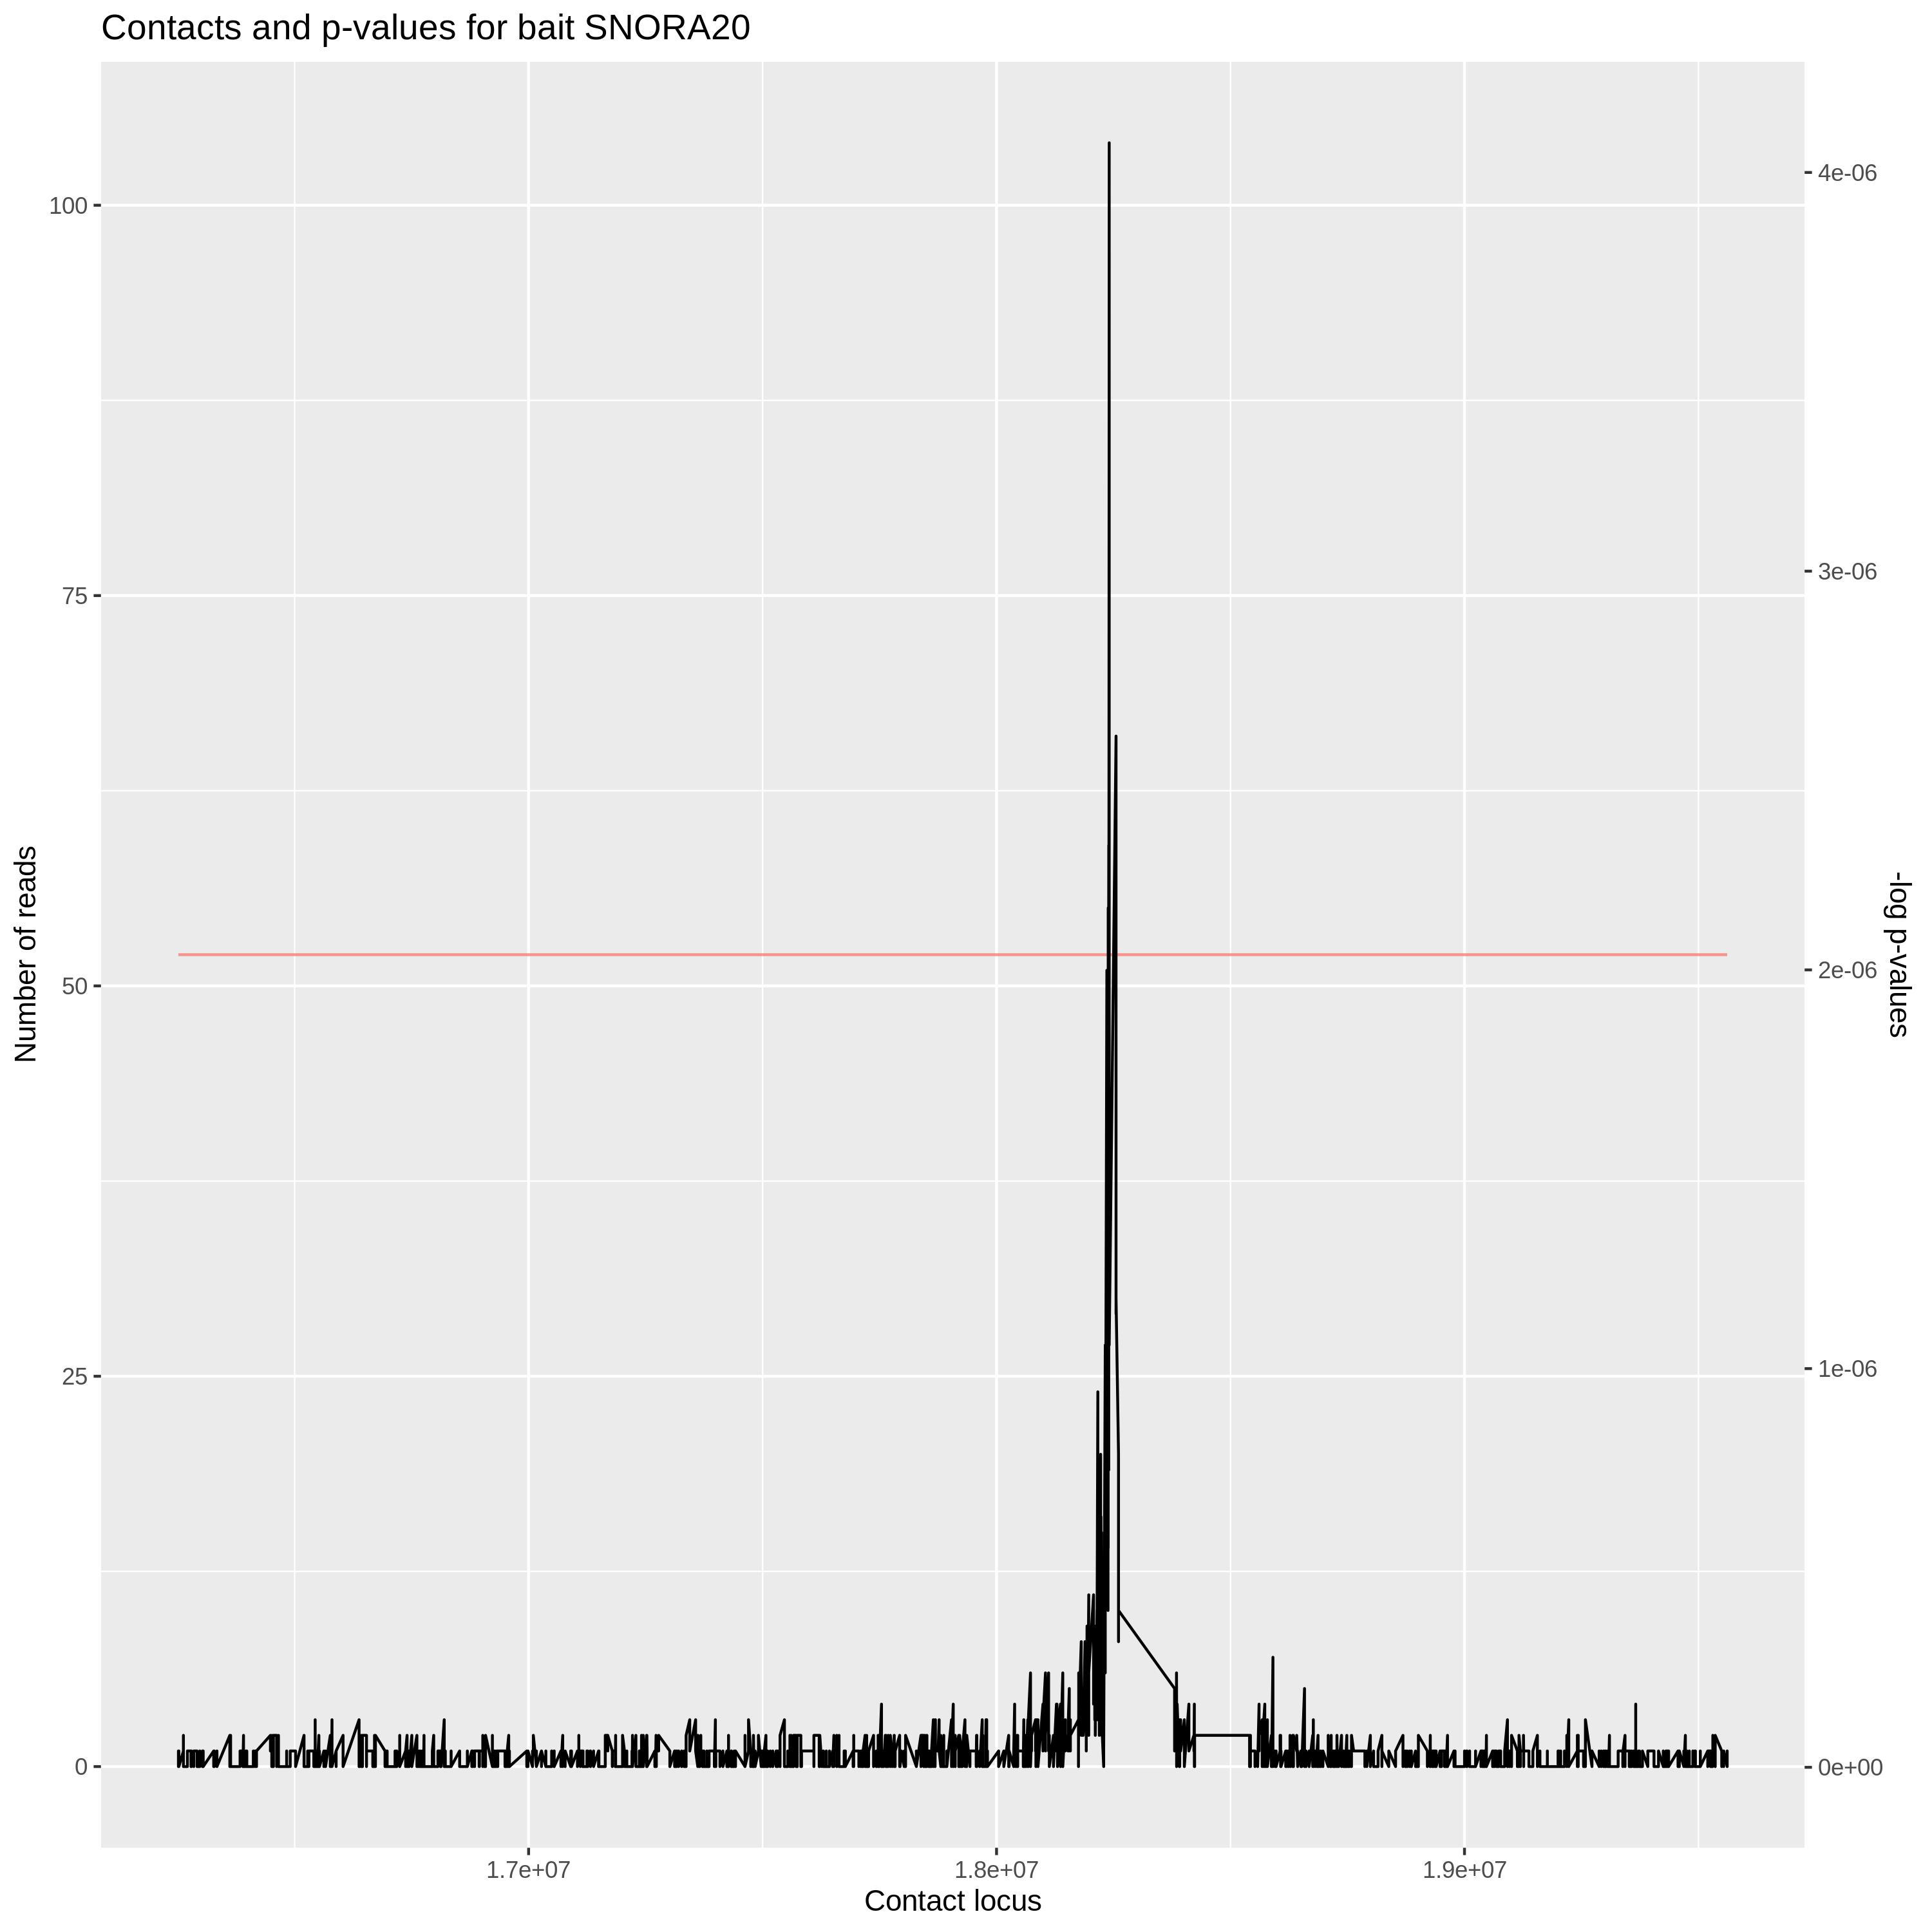 Contacts and p-values for bait SNORA20
Number of reads
100
75
50
25
0
4e-06
3e-06
2e-06
1e-06
0e+00
-log p-values
1.7e+07
1.8e+07
1.9e+07
Contact locus